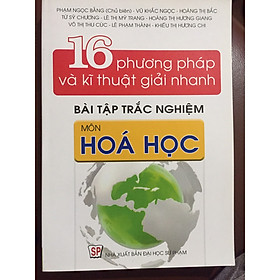 PHẠM NGỌC BẰNG (Chủ biên) - VŨ KHẮC NGỌC - HOÀNG THỊ BẮC
TỪ SỸ CHƯƠNG - LÊ THỊ MỸ TRANG - HOÀNG THỊ HƯƠNG GIANG
VÕ THỊ THU CÚC - LÊ PHẠM THÀNH - KHIẾU THỊ HƯƠNG CHI
16 phương pháp
và kĩ thuật giải nhanh
BÀI TẬP TRẮC NGHIỆM
MÔN
HOÁ HỌC
SP
NHÀ XUẤT BẢN ĐẠI HỌC SƯ PHẠM